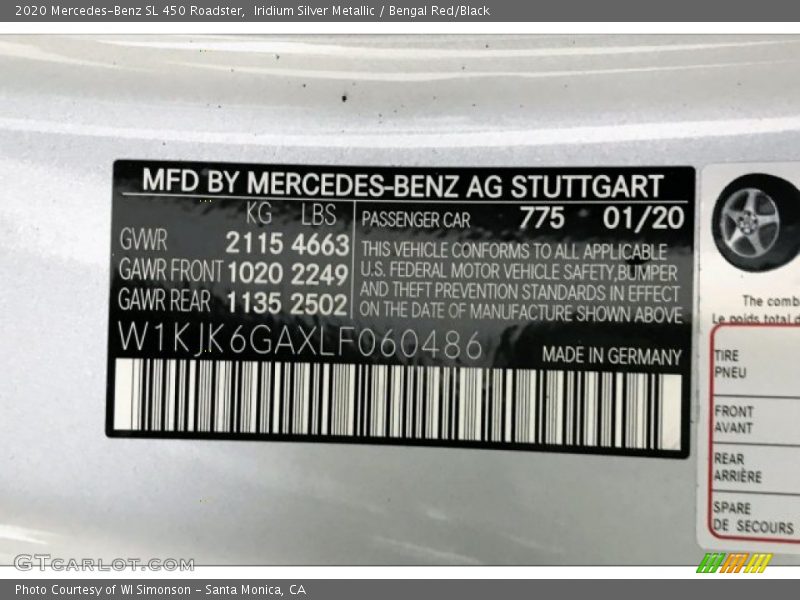 2020 Mercedes-Benz SL 450 Roadster,  Iridium Silver Metallic / Bengal Red/Black
MFD BY MERCEDES-BENZ AG STUTTGART
KG LBS
PASSENGER CAR 775 01/20
GVWR 2115 4663
GAWR FRONT 1020 2249
GAWR REAR 1135 2502
THIS VEHICLE CONFORMS TO ALL APPLICABLE
U.S. FEDERAL MOTOR VEHICLE SAFETY,BUMPER
AND THEFT PREVENTION STANDARDS IN EFFECT
ON THE DATE OF MANUFACTURE SHOWN ABOVE
W1KJK6GAXLF060486
MADE IN GERMANY
The comb
Le poids total d
TIRE
PNEU
FRONT
AVANT
REAR
ARRIÈRE
SPARE
DE SECOURS
GTcarlot.com
Photo Courtesy of WI Simonson - Santa Monica, CA